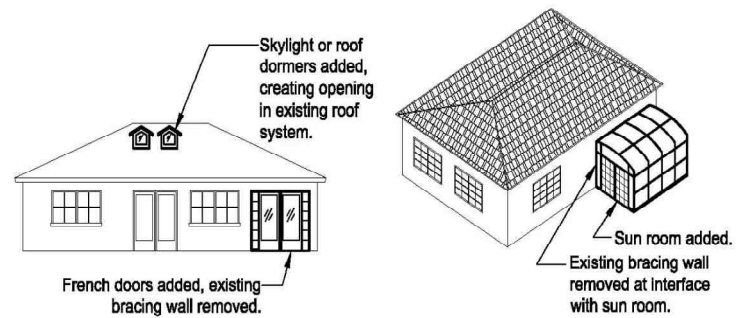 Skylight or roof
dormers added,
creating opening
in existing roof
system.
French doors added, existing
bracing wall removed.
Sun room added.
Existing bracing wall
removed at interface
with sun room.